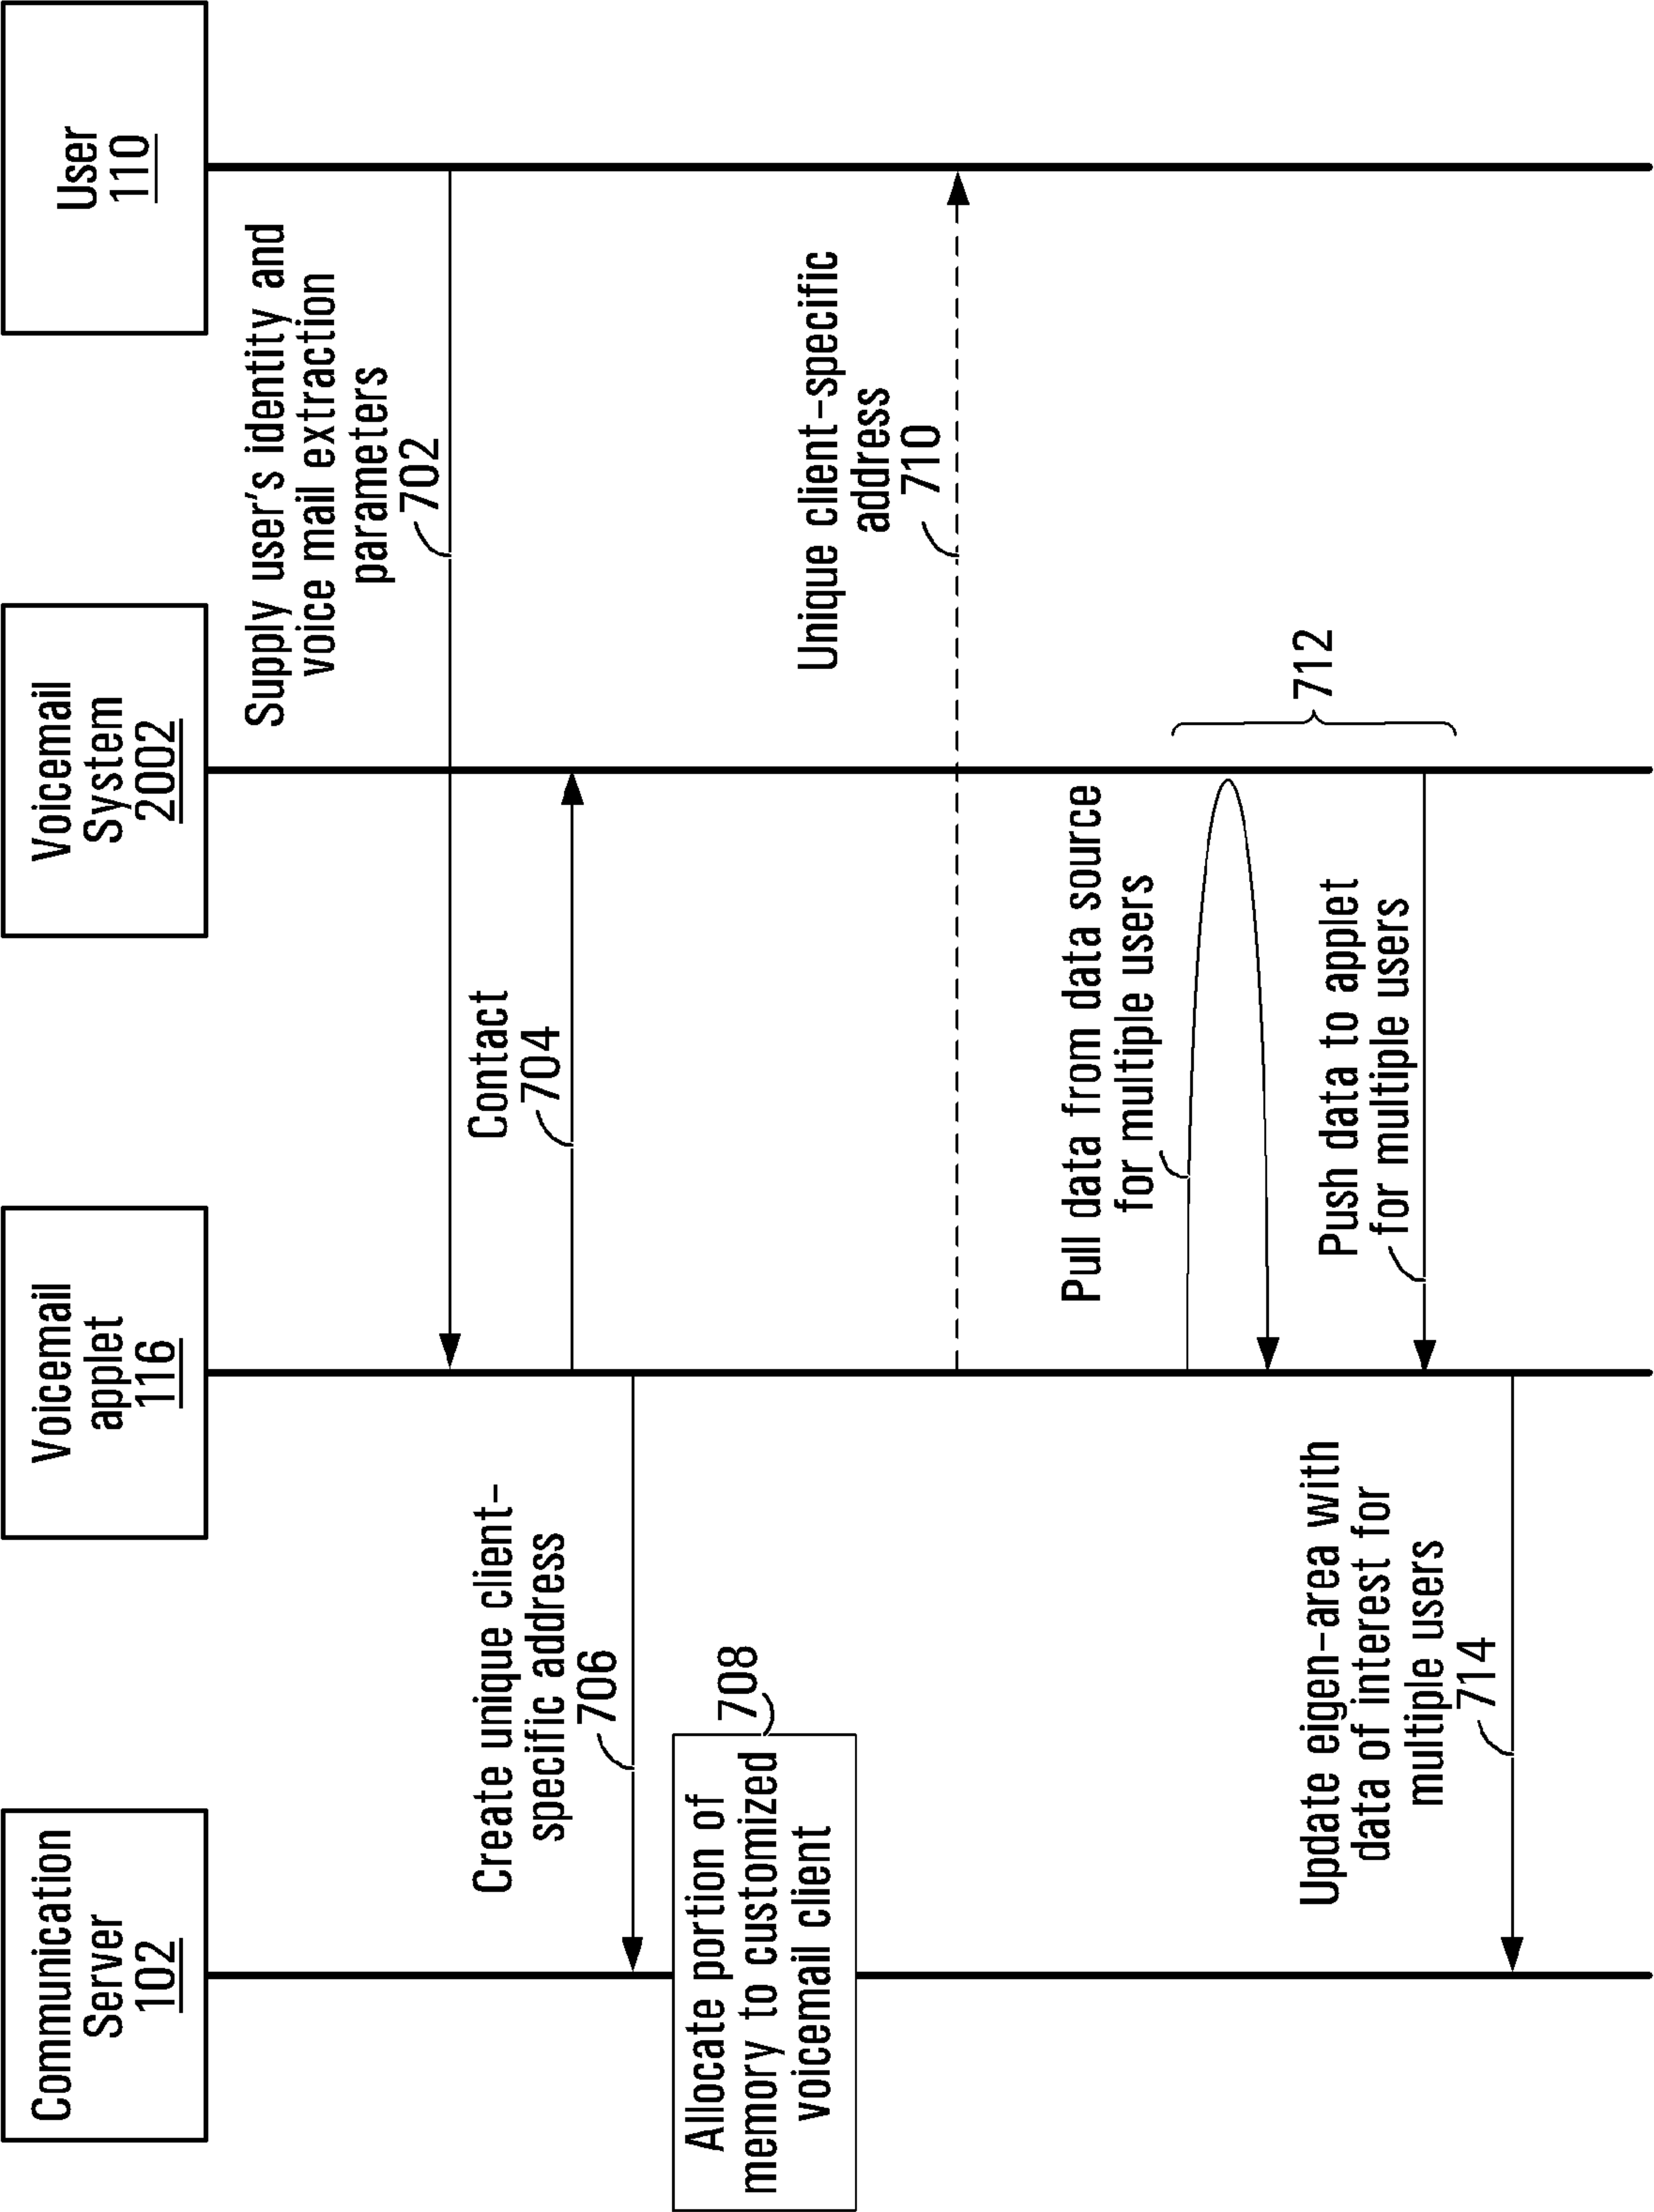 Communication
Server
102
Voicemail
applet
116
Voicemail
System
2002
User
110
Supply user's identity and
voice mail extraction
parameters
702
Contact
704
Create unique client-
specific address
706
Allocate portion of
memory to customized
voicemail client
708
Unique client-specific
address
710
Pull data from data source
for multiple users
712
Push data to applet
for multiple users
Update eigen-area with
data of interest for
multiple users
714